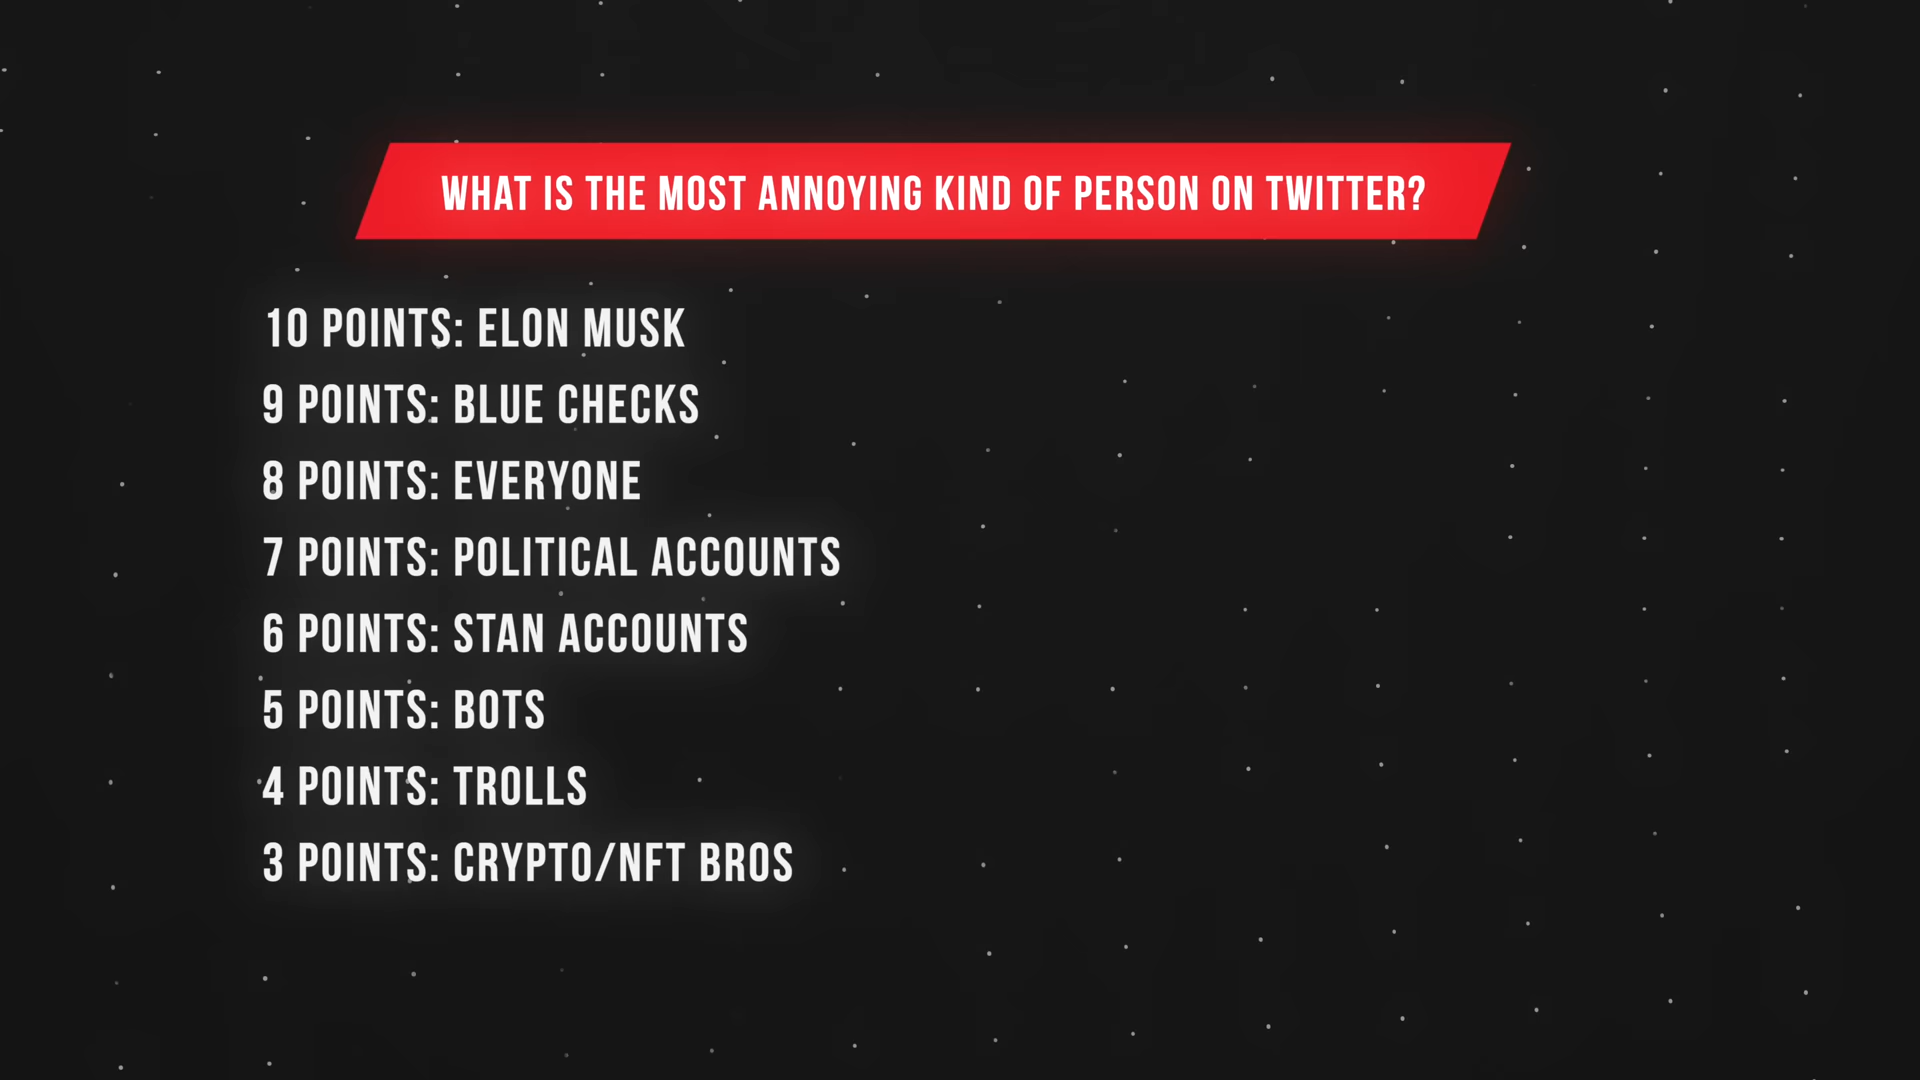 WHAT IS THE MOST ANNOYING KIND OF PERSON ON TWITTER?
10 POINTS: ELON MUSK
9 POINTS: BLUE CHECKS
8 POINTS: EVERYONE
7 POINTS: POLITICAL ACCOUNTS
6 POINTS: STAN ACCOUNTS
5 POINTS: BOTS
4 POINTS: TROLLS
3 POINTS: CRYPTO/NFT BROS